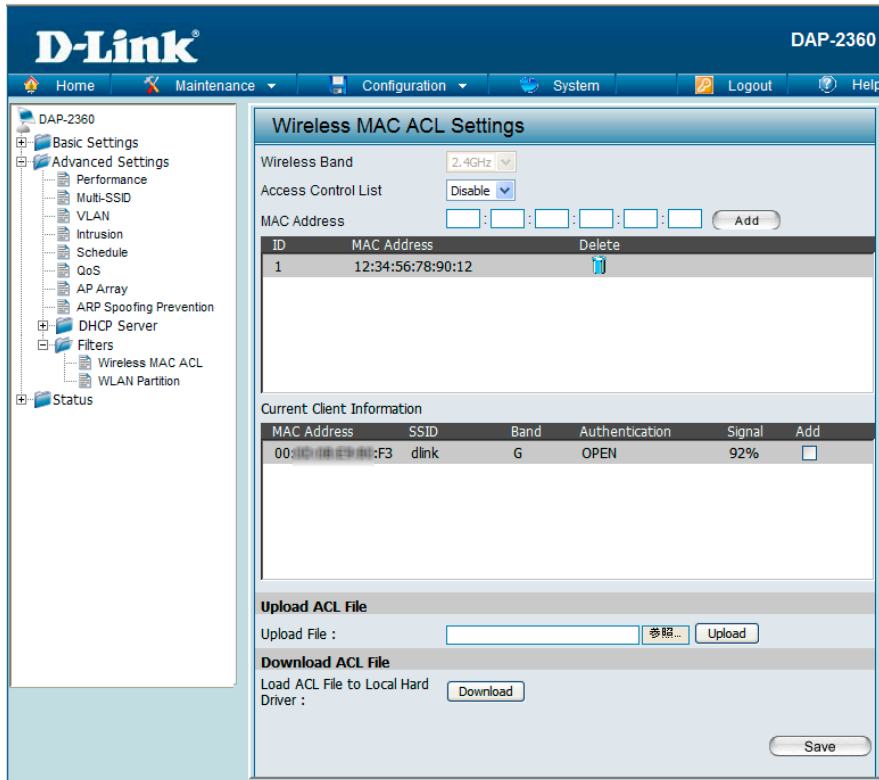 D-Link
DAP-2360
Home Maintenance Configuration System Logout Help
DAP-2360
Basic Settings
Advanced Settings
Performance
Multi-SSID
VLAN
Intrusion
Schedule
QoS
AP Array
ARP Spoofing Prevention
DHCP Server
Filters
Wireless MAC ACL
WLAN Partition
Status
Wireless MAC ACL Settings
Wireless Band 2.4GHz
Access Control List Disable
MAC Address : : : : : Add
ID MAC Address Delete
1 12:34:56:78:90:12
Current Client Information
MAC Address SSID Band Authentication Signal Add
00: :F3 dlink G OPEN 92%
Upload ACL File
Upload File : 参照... Upload
Download ACL File
Load ACL File to Local Hard
Driver : Download
Save